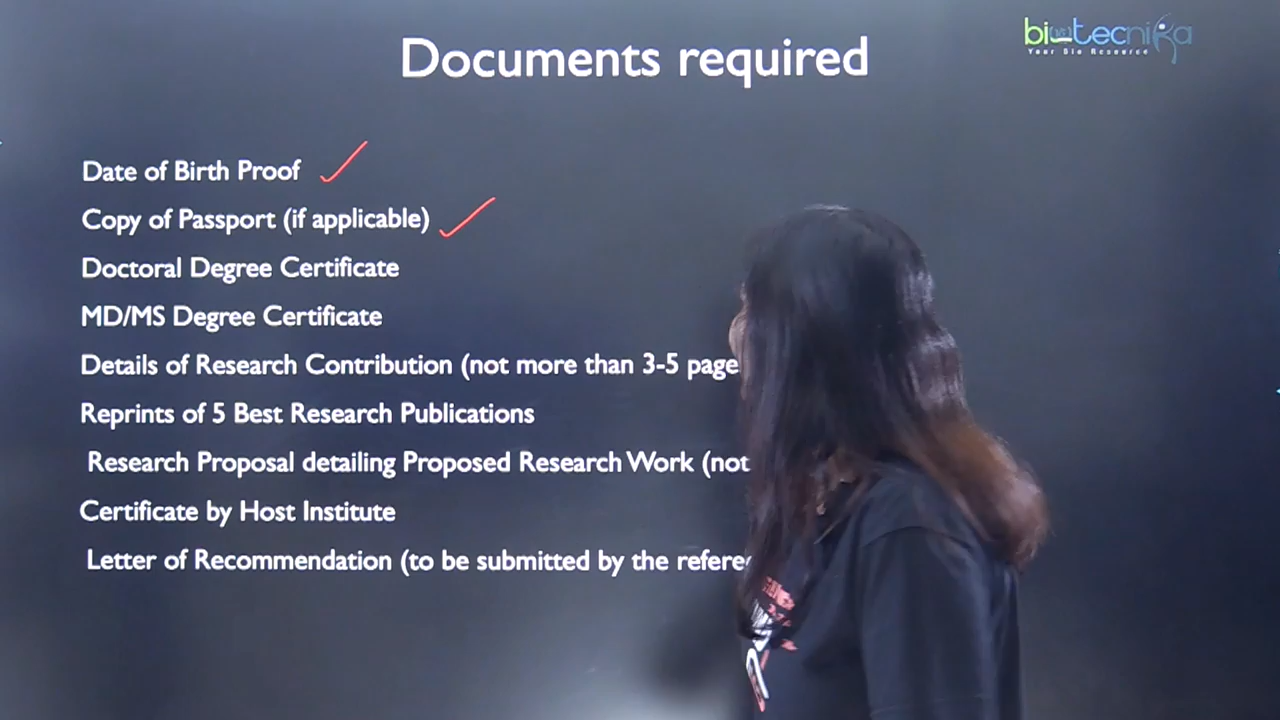 Documents required
biotecnika
Your Bio Resource
Date of Birth Proof
Copy of Passport (if applicable)
Doctoral Degree Certificate
MD/MS Degree Certificate
Details of Research Contribution (not more than 3-5 page
Reprints of 5 Best Research Publications
Research Proposal detailing Proposed Research Work (not
Certificate by Host Institute
Letter of Recommendation (to be submitted by the refere